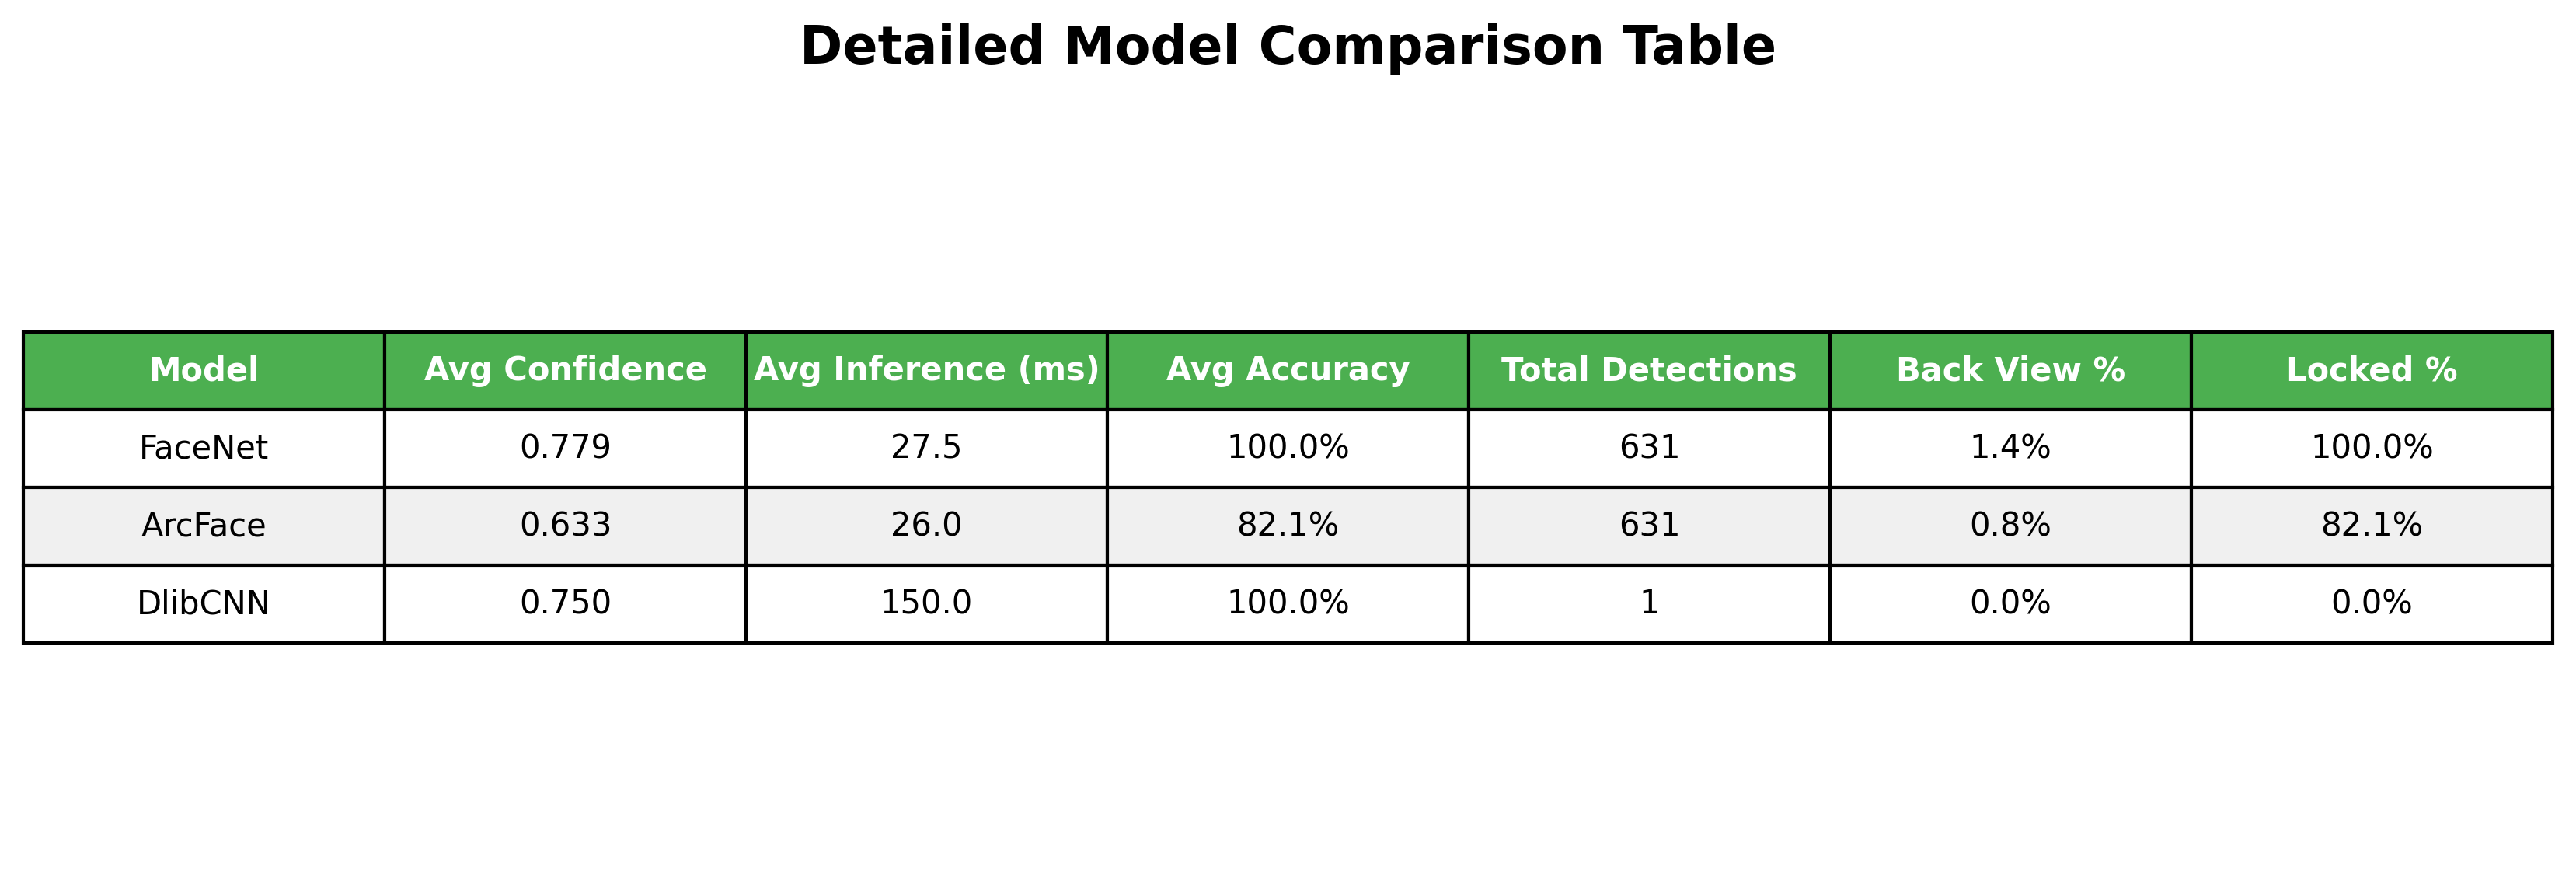 Detailed Model Comparison Table
Model Avg Confidence Avg Inference (ms) Avg Accuracy Total Detections Back View % Locked %
FaceNet 0.779 27.5 100.0% 631 1.4% 100.0%
ArcFace 0.633 26.0 82.1% 631 0.8% 82.1%
DlibCNN 0.750 150.0 100.0% 1 0.0% 0.0%